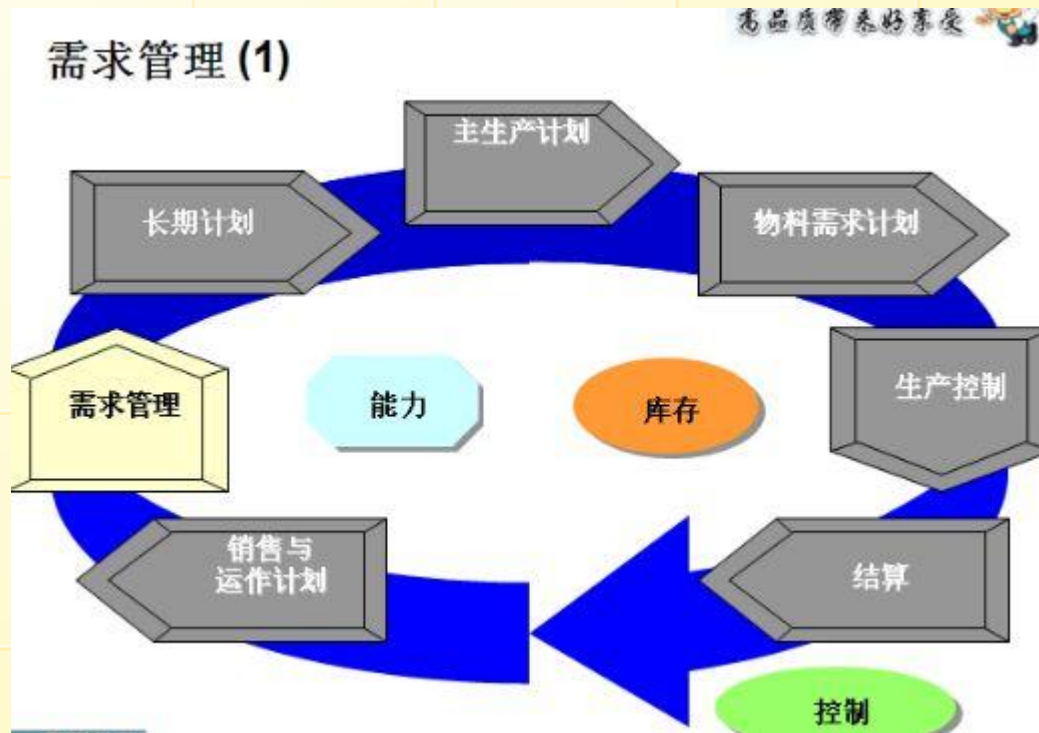 高品质带来好享受
需求管理 (1)
主生产计划
长期计划
物料需求计划
需求管理
能力
库存
生产控制
销售与
运作计划
结算
控制